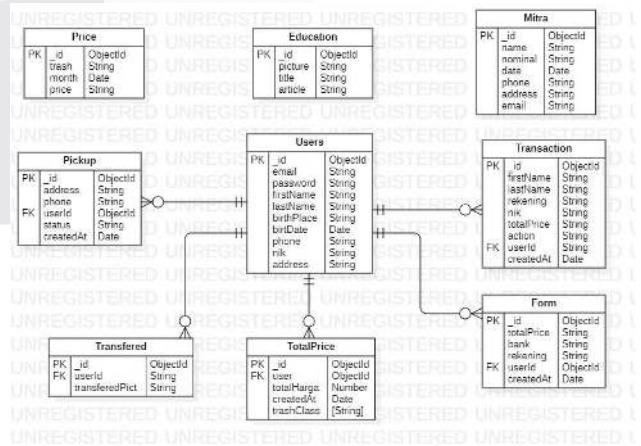 Price
PK _id ObjectId
trash String
month Date
price String
Education
PK _id ObjectId
picture String
title String
article String
Mitra
PK _id ObjectId
name String
nominal String
date Date
phone String
address String
email String
Pickup
PK _id ObjectId
address String
phone String
FK userId ObjectId
status String
createdAt Date
Users
PK _id ObjectId
email String
password String
firstName String
lastName String
birthPlace String
birtDate Date
phone String
nik String
address String
Transaction
PK _id ObjectId
firstName String
lastName String
rekening String
nik String
totalPrice String
action String
FK userId ObjectId
createdAt Date
Transfered
PK _id ObjectId
FK userId String
transferedPict String
TotalPrice
PK _id ObjectId
FK user ObjectId
totalHarga Number
createdAt Date
trashClass [String]
Form
PK _id ObjectId
totalPrice String
bank String
rekening String
FK userId ObjectId
createdAt Date
UNREGISTERED